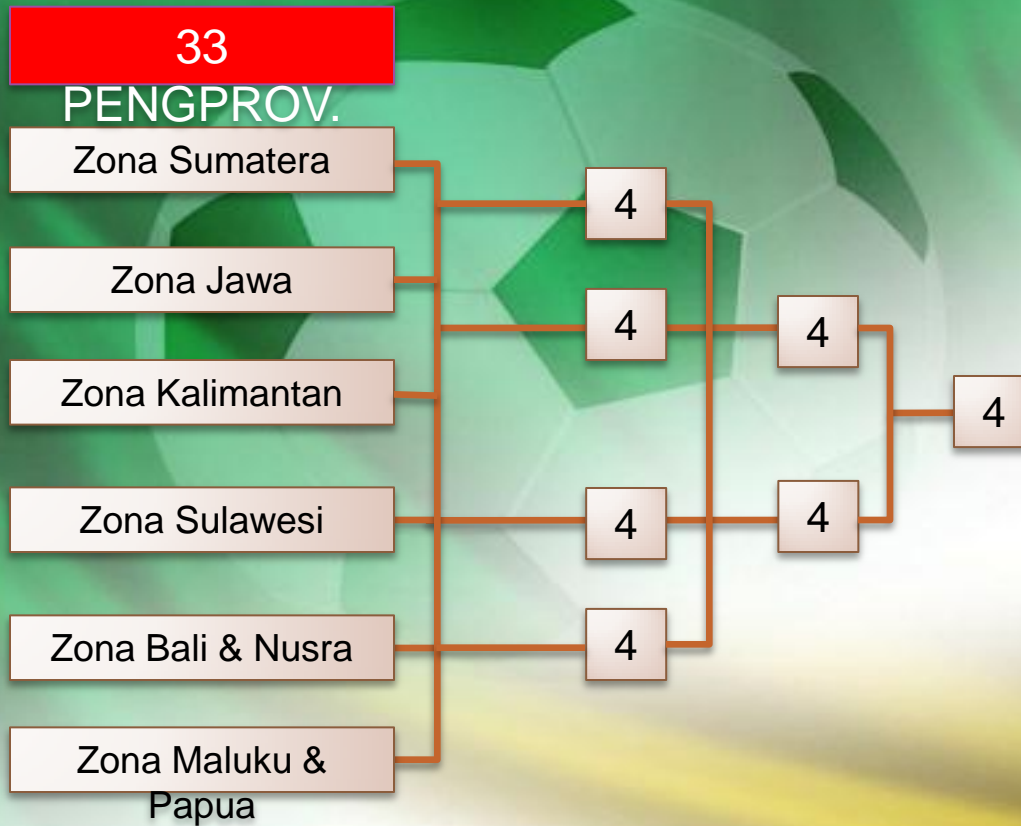 33
PENGPROV.
Zona Sumatera
Zona Jawa
Zona Kalimantan
Zona Sulawesi
Zona Bali & Nusra
Zona Maluku &
Papua
4
4
4
4
4
4
4